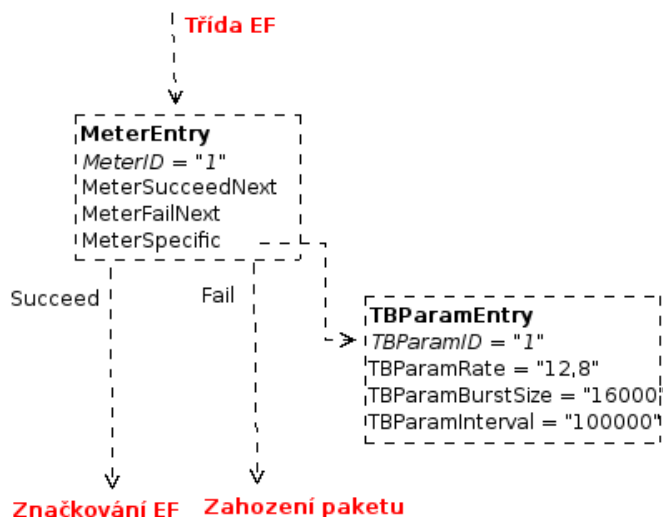 Třída EF
MeterEntry
MeterID = "1"
MeterSucceedNext
MeterFailNext
MeterSpecific
Succeed
Fail
TBParamEntry
TBParamID = "1"
TBParamRate = "12,8"
TBParamBurstSize = "16000"
TBParamInterval = "100000"
Značkování EF
Zahození paketu